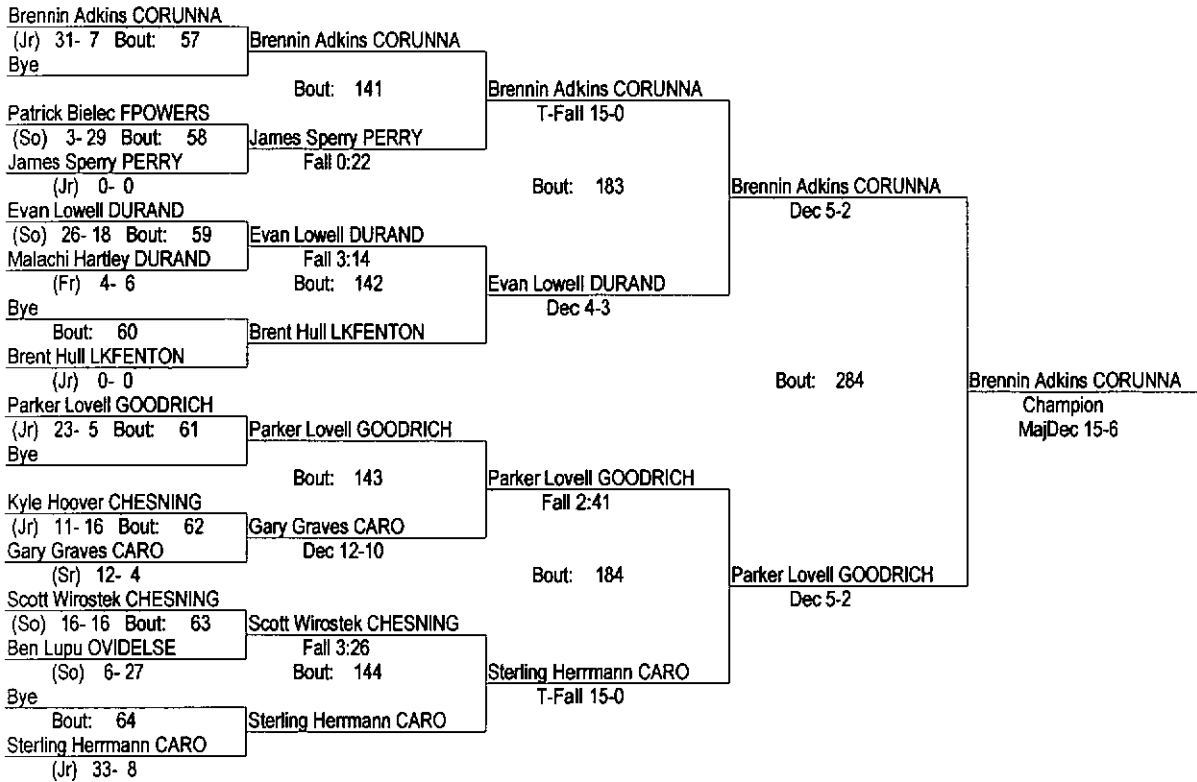 Brennin Adkins CORUNNA
(Jr) 31- 7 Bout: 57
Bye
Brennin Adkins CORUNNA
Bout: 141
Patrick Bielec FPOWERS
(So) 3- 29 Bout: 58
James Sperry PERRY
(Jr) 0- 0
James Sperry PERRY
Fall 0:22
Brennin Adkins CORUNNA
T-Fall 15-0
Bout: 183
Evan Lowell DURAND
(So) 26- 18 Bout: 59
Malachi Hartley DURAND
(Fr) 4- 6
Evan Lowell DURAND
Fall 3:14
Bout: 142
Bye
Bout: 60
Brent Hull LKFENTON
(Jr) 0- 0
Brent Hull LKFENTON
Evan Lowell DURAND
Dec 4-3
Brennin Adkins CORUNNA
Dec 5-2
Bout: 284
Parker Lovell GOODRICH
(Jr) 23- 5 Bout: 61
Bye
Parker Lovell GOODRICH
Bout: 143
Kyle Hoover CHESNING
(Jr) 11- 16 Bout: 62
Gary Graves CARO
(Sr) 12- 4
Gary Graves CARO
Dec 12-10
Parker Lovell GOODRICH
Fall 2:41
Bout: 184
Scott Wirostek CHESNING
(So) 16- 16 Bout: 63
Ben Lupu OVIDELSE
(So) 6- 27
Scott Wirostek CHESNING
Fall 3:26
Bout: 144
Bye
Bout: 64
Sterling Herrmann CARO
(Jr) 33- 8
Sterling Herrmann CARO
Sterling Herrmann CARO
T-Fall 15-0
Parker Lovell GOODRICH
Dec 5-2
Brennin Adkins CORUNNA
Champion
MajDec 15-6